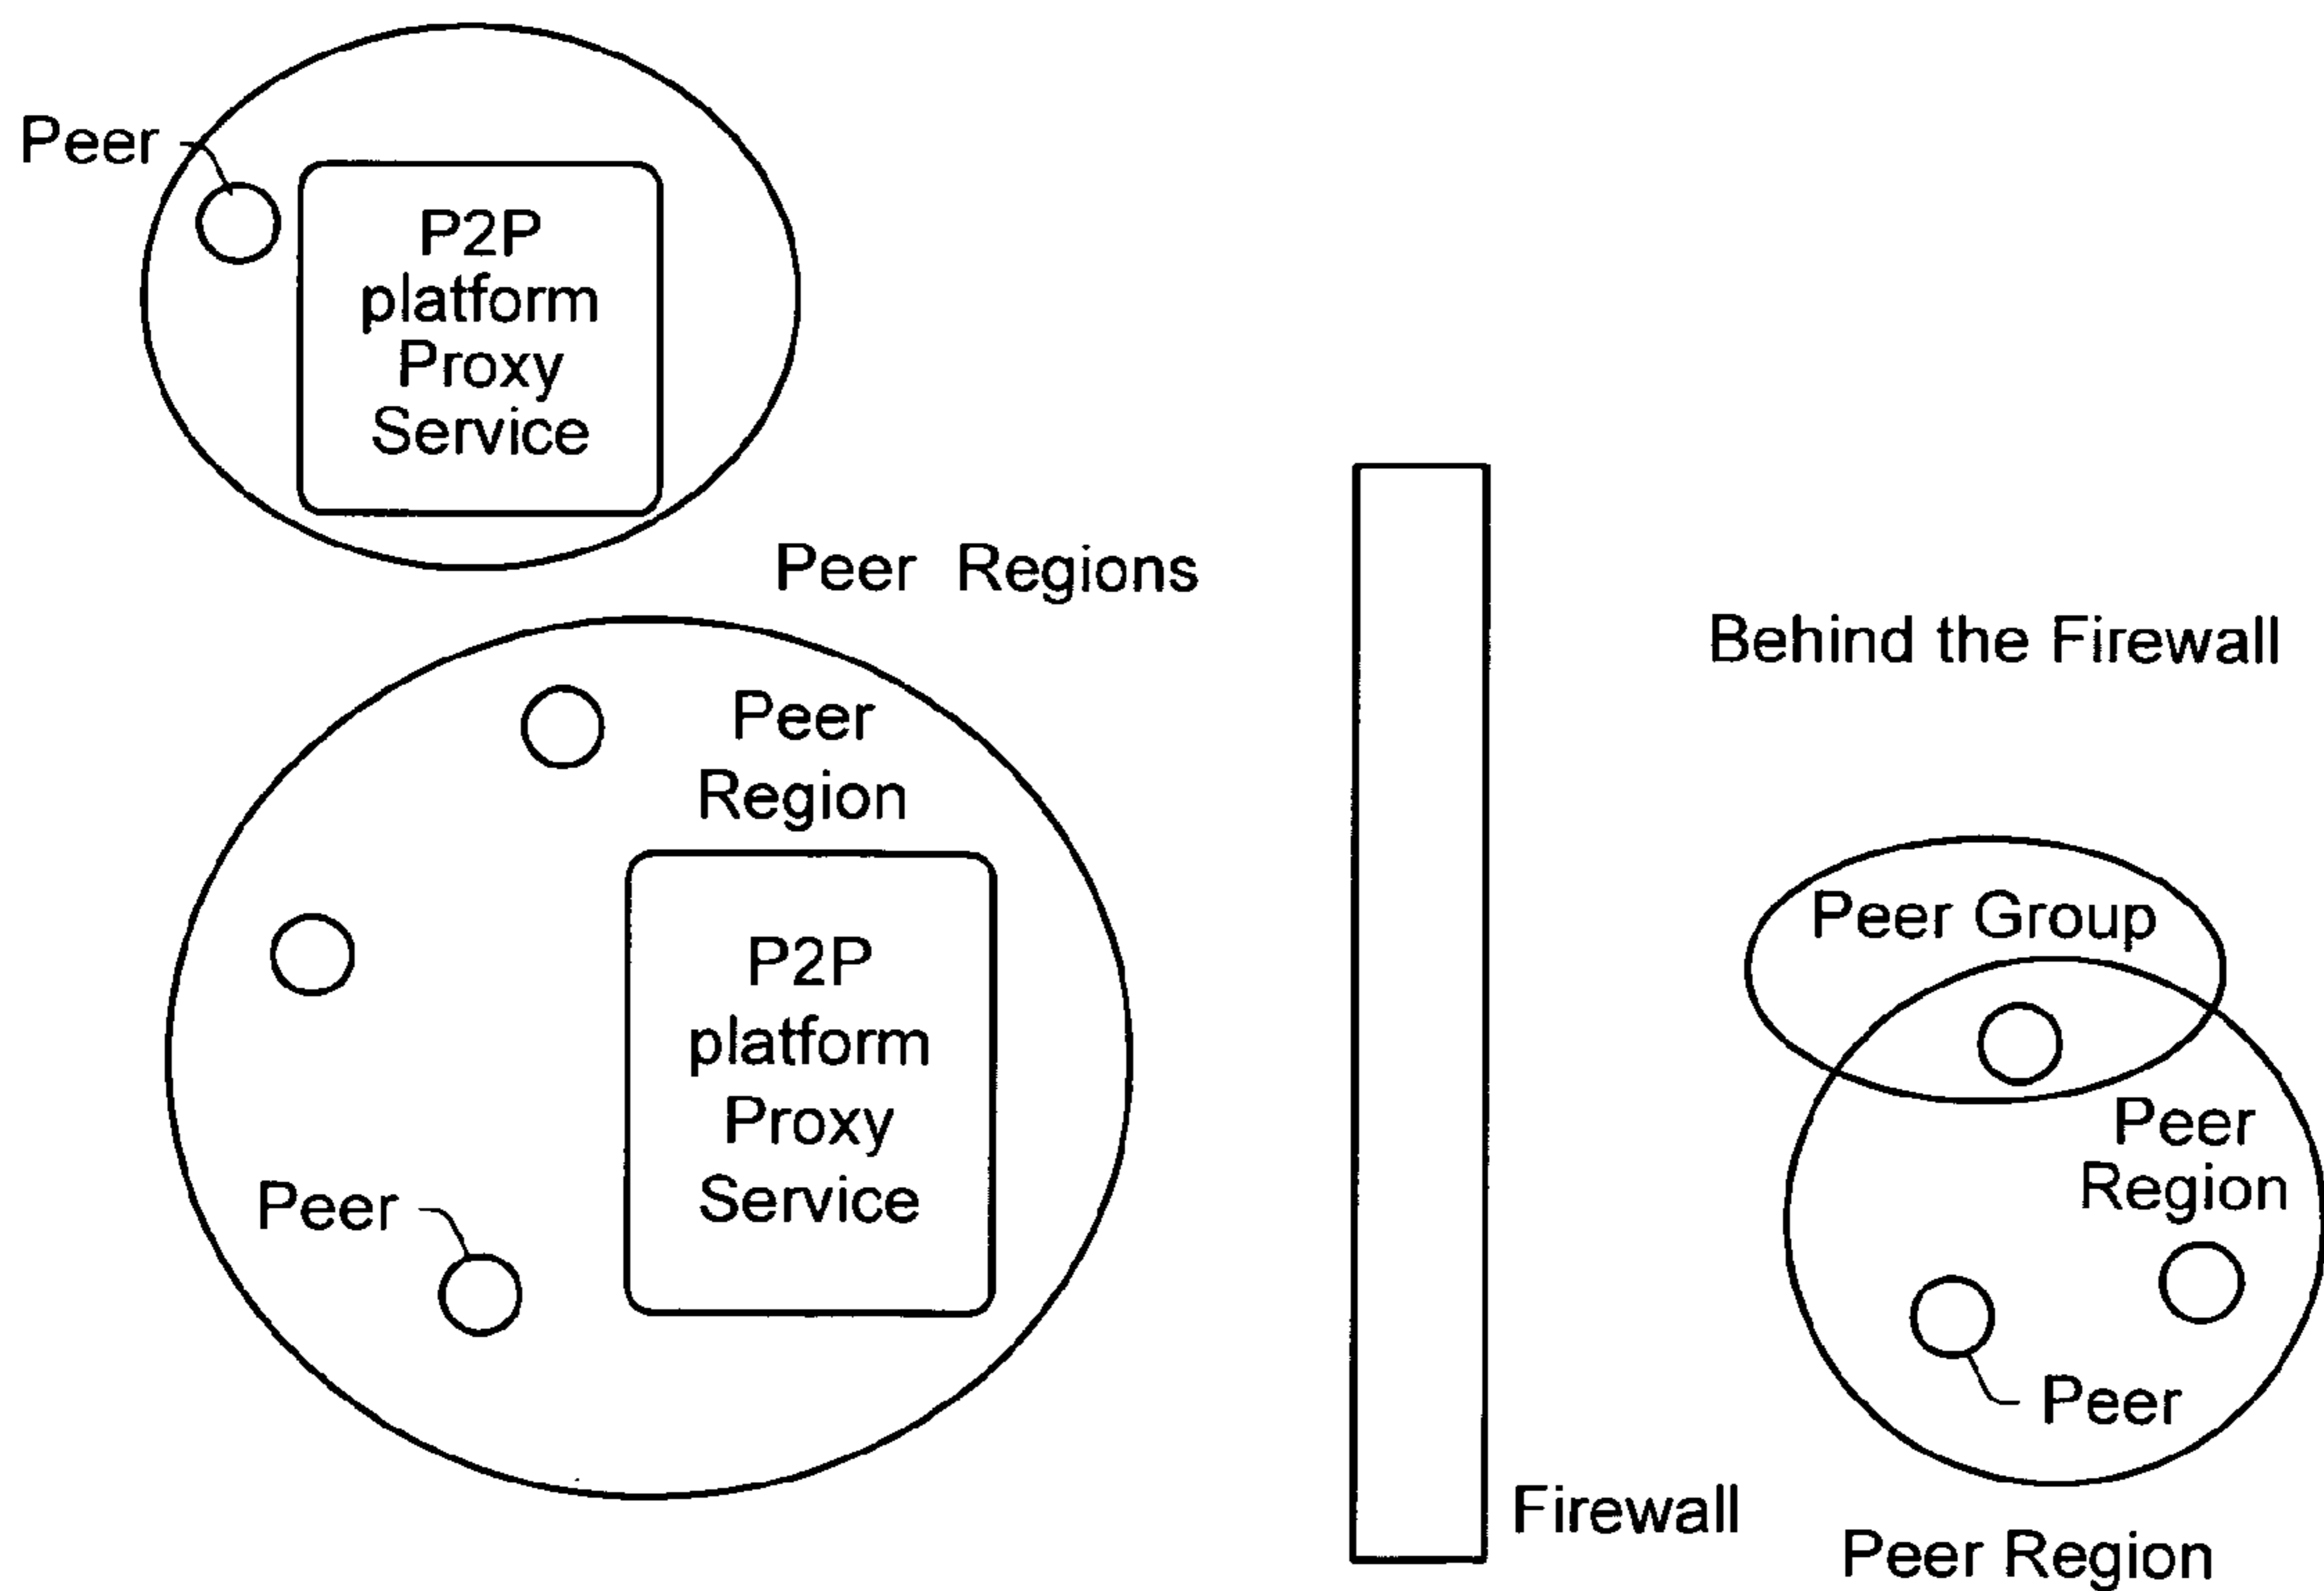 Peer
P2P
platform
Proxy
Service
Peer Regions
Behind the Firewall
Peer
Region
Peer Group
P2P
platform
Proxy
Service
Peer
Peer
Region
Peer
Firewall
Peer Region